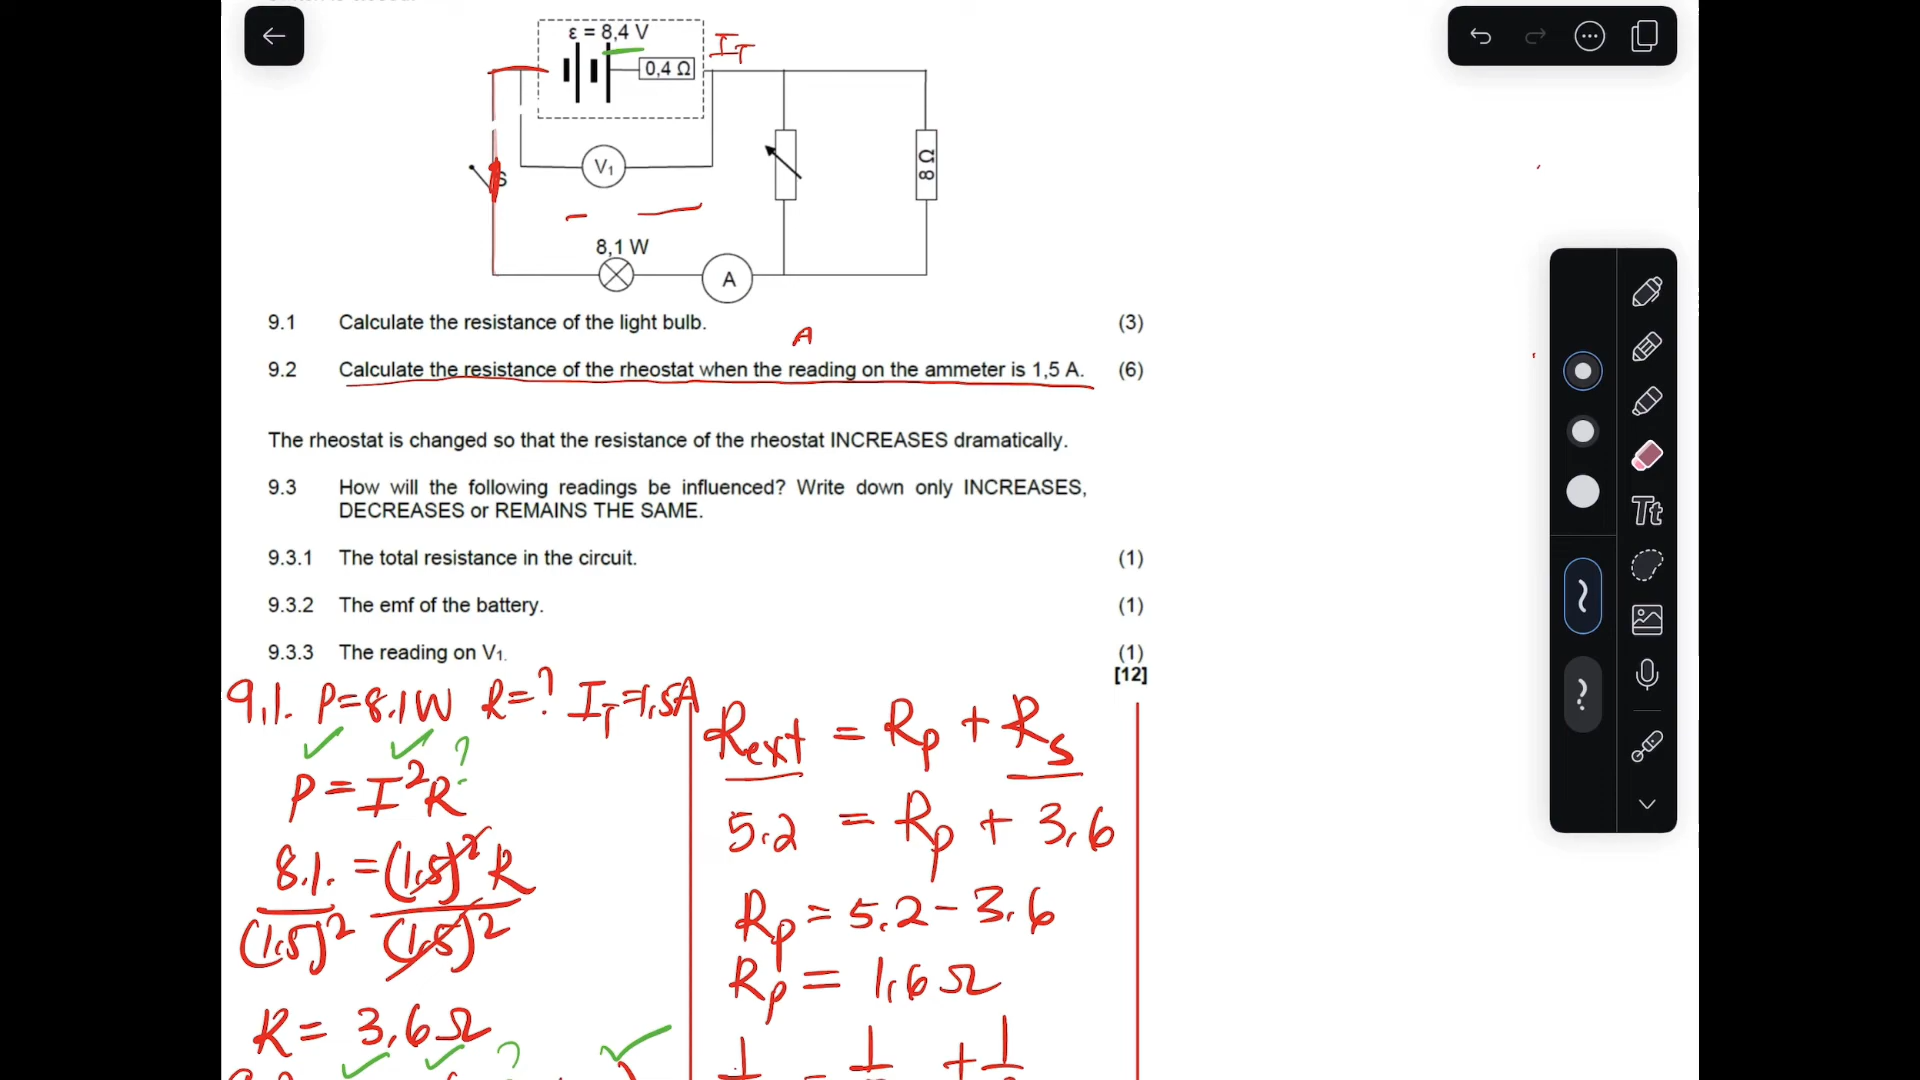 ε = 8,4 V
I_T
0,4 Ω
V1
S
8 Ω
8,1 W
A
9.1 Calculate the resistance of the light bulb. (3)
A
9.2 Calculate the resistance of the rheostat when the reading on the ammeter is 1,5 A. (6)
The rheostat is changed so that the resistance of the rheostat INCREASES dramatically.
9.3 How will the following readings be influenced? Write down only INCREASES,
DECREASES or REMAINS THE SAME.
9.3.1 The total resistance in the circuit. (1)
9.3.2 The emf of the battery. (1)
9.3.3 The reading on V1. (1)
[12]
9.1. P=8.1W R=? I_T=1.5A
?
P=I²R
8.1. =(1.5)²R
(1.5)² (1.5)²
R= 3,6Ω
?
Rext = Rp + Rs
5.2 = Rp + 3,6
Rp = 5.2 - 3.6
Rp = 1,6Ω
Tt